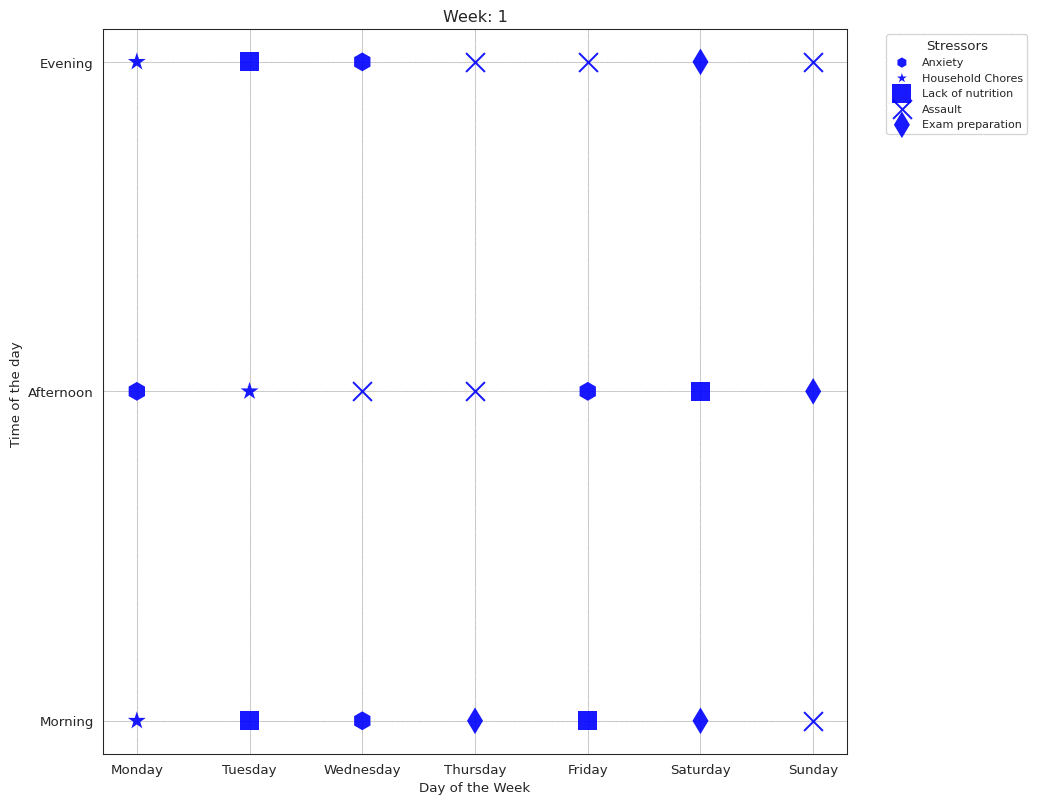 Week: 1
Stressors
Anxiety
Household Chores
Lack of nutrition
Assault
Exam preparation
Time of the day
Evening
Afternoon
Morning
Monday Tuesday Wednesday Thursday Friday Saturday Sunday
Day of the Week